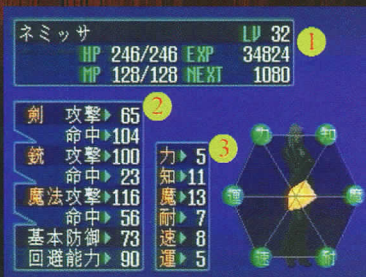 ネミッサ LV 32
HP 246/246 EXP 34824
MP 128/128 NEXT 1080
1
2
剣 攻撃▶ 65
命中▶104
銃 攻撃▶100
命中▶ 23
魔法攻撃▶116
命中▶ 56
基本防御▶ 73
回避能力▶ 90
3
力▶ 5
知▶11
魔▶13
耐▶ 7
速▶ 8
運▶ 5
力 知
運 魔
速 耐